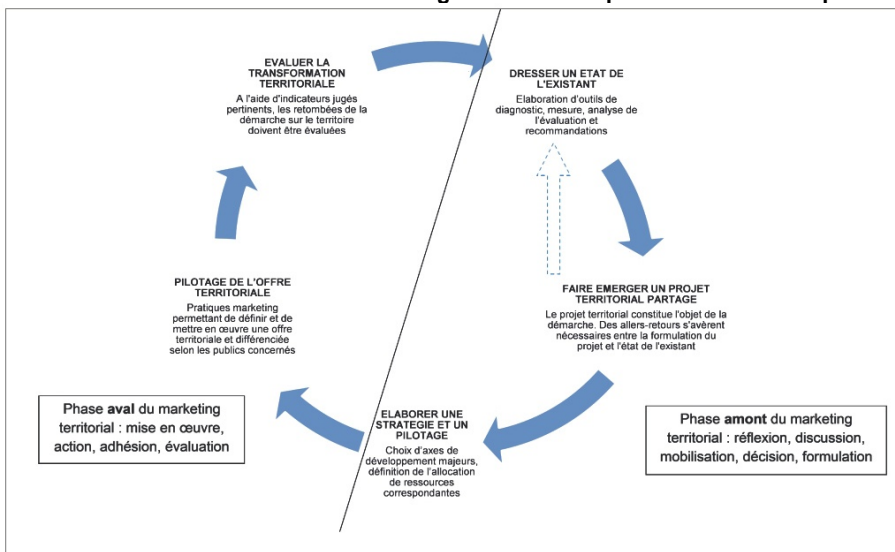 EVALUER LA
TRANSFORMATION
TERRITORIALE
A l'aide d'indicateurs jugés
pertinents, les retombées de la
démarche sur le territoire
doivent être évaluées
DRESSER UN ETAT DE
L'EXISTANT
Elaboration d'outils de
diagnostic, mesure, analyse de
l'évaluation et
recommandations
PILOTAGE DE L'OFFRE
TERRITORIALE
Pratiques marketing
permettant de définir et de
mettre en œuvre une offre
territoriale et différenciée
selon les publics concernés
FAIRE EMERGER UN PROJET
TERRITORIAL PARTAGE
Le projet territorial constitue l'objet de la
démarche. Des allers-retours s'avèrent
nécessaires entre la formulation du
projet et l'état de l'existant
ELABORER UNE
STRATEGIE ET UN
PILOTAGE
Choix d'axes de
développement majeurs,
définition de l'allocation
de ressources
correspondantes
Phase aval du marketing
territorial : mise en œuvre,
action, adhésion, évaluation
Phase amont du marketing
territorial : réflexion, discussion,
mobilisation, décision, formulation